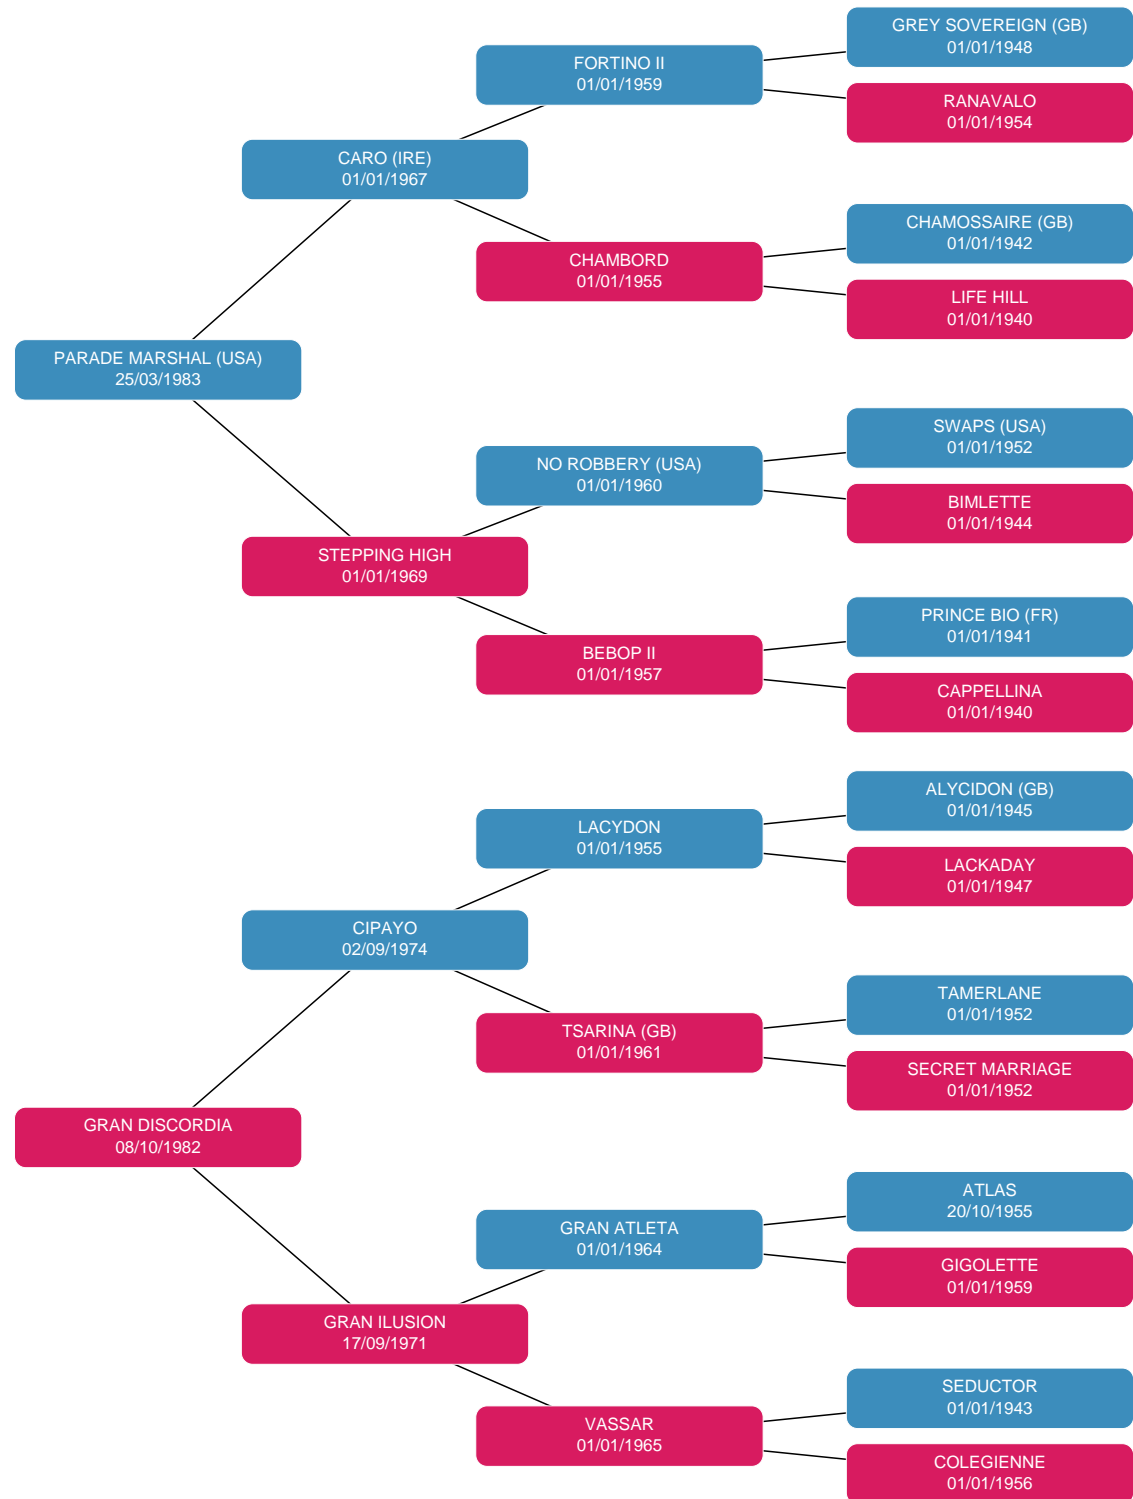 GREY SOVEREIGN (GB)
01/01/1948
FORTINO II
01/01/1959
RANAVALO
01/01/1954
CARO (IRE)
01/01/1967
CHAMOSSAIRE (GB)
01/01/1942
CHAMBORD
01/01/1955
LIFE HILL
01/01/1940
PARADE MARSHAL (USA)
25/03/1983
SWAPS (USA)
01/01/1952
NO ROBBERY (USA)
01/01/1960
BIMLETTE
01/01/1944
STEPPING HIGH
01/01/1969
PRINCE BIO (FR)
01/01/1941
BEBOP II
01/01/1957
CAPPELLINA
01/01/1940
ALYCIDON (GB)
01/01/1945
LACYDON
01/01/1955
LACKADAY
01/01/1947
CIPAYO
02/09/1974
TAMERLANE
01/01/1952
TSARINA (GB)
01/01/1961
SECRET MARRIAGE
01/01/1952
GRAN DISCORDIA
08/10/1982
ATLAS
20/10/1955
GRAN ATLETA
01/01/1964
GIGOLETTE
01/01/1959
GRAN ILUSION
17/09/1971
SEDUCTOR
01/01/1943
VASSAR
01/01/1965
COLEGIENNE
01/01/1956